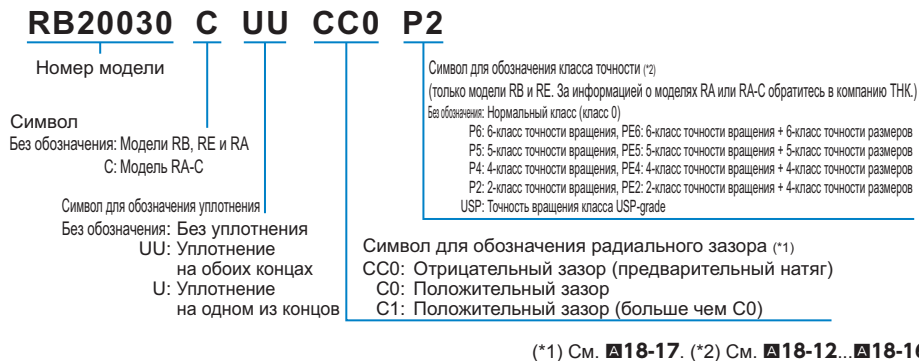 RB20030 C UU CC0 P2
Номер модели
Символ
Без обозначения: Модели RB, RE и RA
C: Модель RA-C
Символ для обозначения уплотнения
Без обозначения: Без уплотнения
UU: Уплотнение
на обоих концах
U: Уплотнение
на одном из концов
Символ для обозначения радиального зазора (*1)
CC0: Отрицательный зазор (предварительный натяг)
C0: Положительный зазор
C1: Положительный зазор (больше чем C0)
Символ для обозначения класса точности (*2)
(только модели RB и RE. За информацией о моделях RA или RA-C обратитесь в компанию ТНК.)
Без обозначения: Нормальный класс (класс 0)
P6: 6-класс точности вращения, PE6: 6-класс точности вращения + 6-класс точности размеров
P5: 5-класс точности вращения, PE5: 5-класс точности вращения + 5-класс точности размеров
P4: 4-класс точности вращения, PE4: 4-класс точности вращения + 4-класс точности размеров
P2: 2-класс точности вращения, PE2: 2-класс точности вращения + 4-класс точности размеров
USP: Точность вращения класса USP-grade
(*1) См. A18-17. (*2) См. A18-12...A18-16